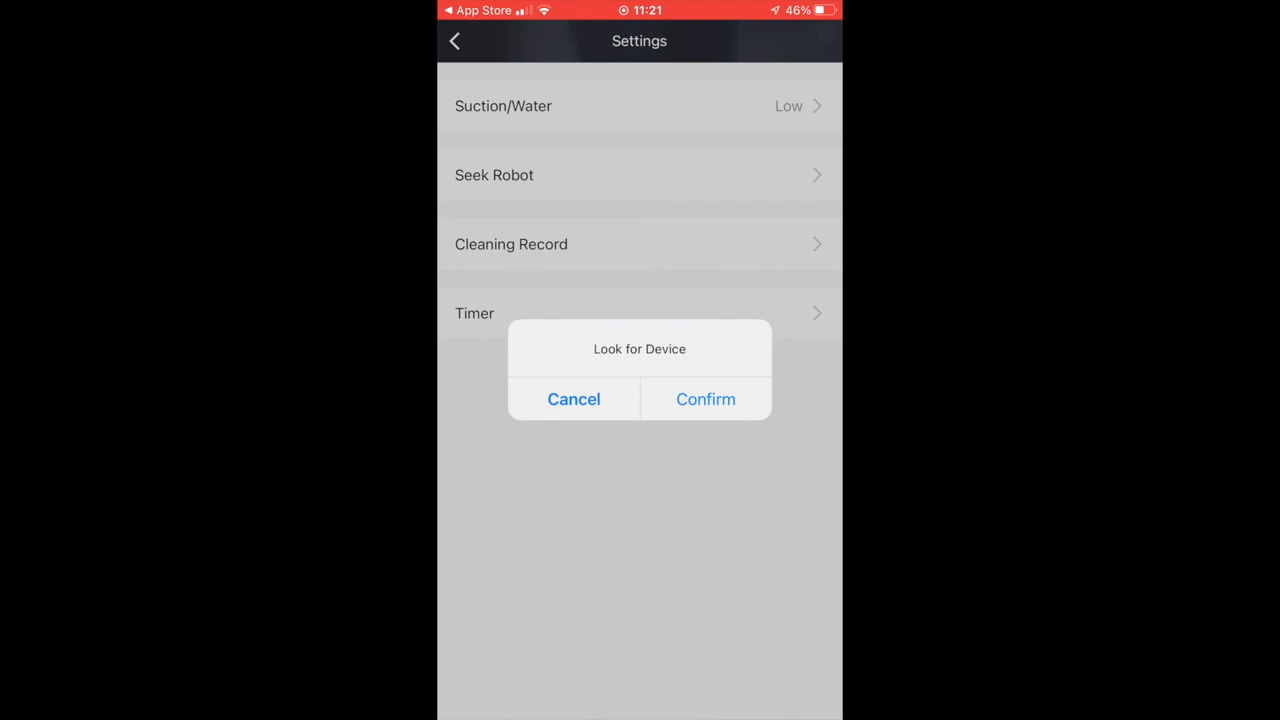 App Store 11:21 46%
Settings
Suction/Water Low
Seek Robot
Cleaning Record
Timer
Look for Device
Cancel Confirm